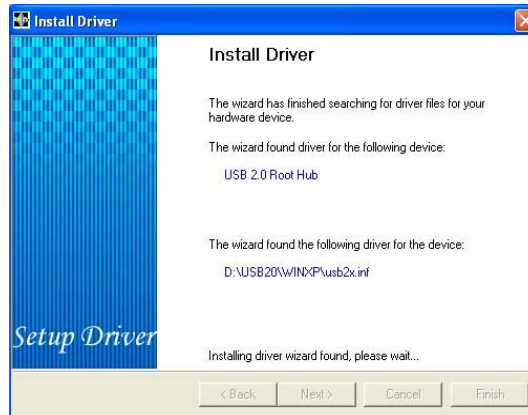 Install Driver
Install Driver
The wizard has finished searching for driver files for your
hardware device.
The wizard found driver for the following device:
USB 2.0 Root Hub
The wizard found the following driver for the device:
D:\USB20\WINXP\usb2x.inf
Setup Driver
Installing driver wizard found, please wait...
< Back Next > Cancel Finish